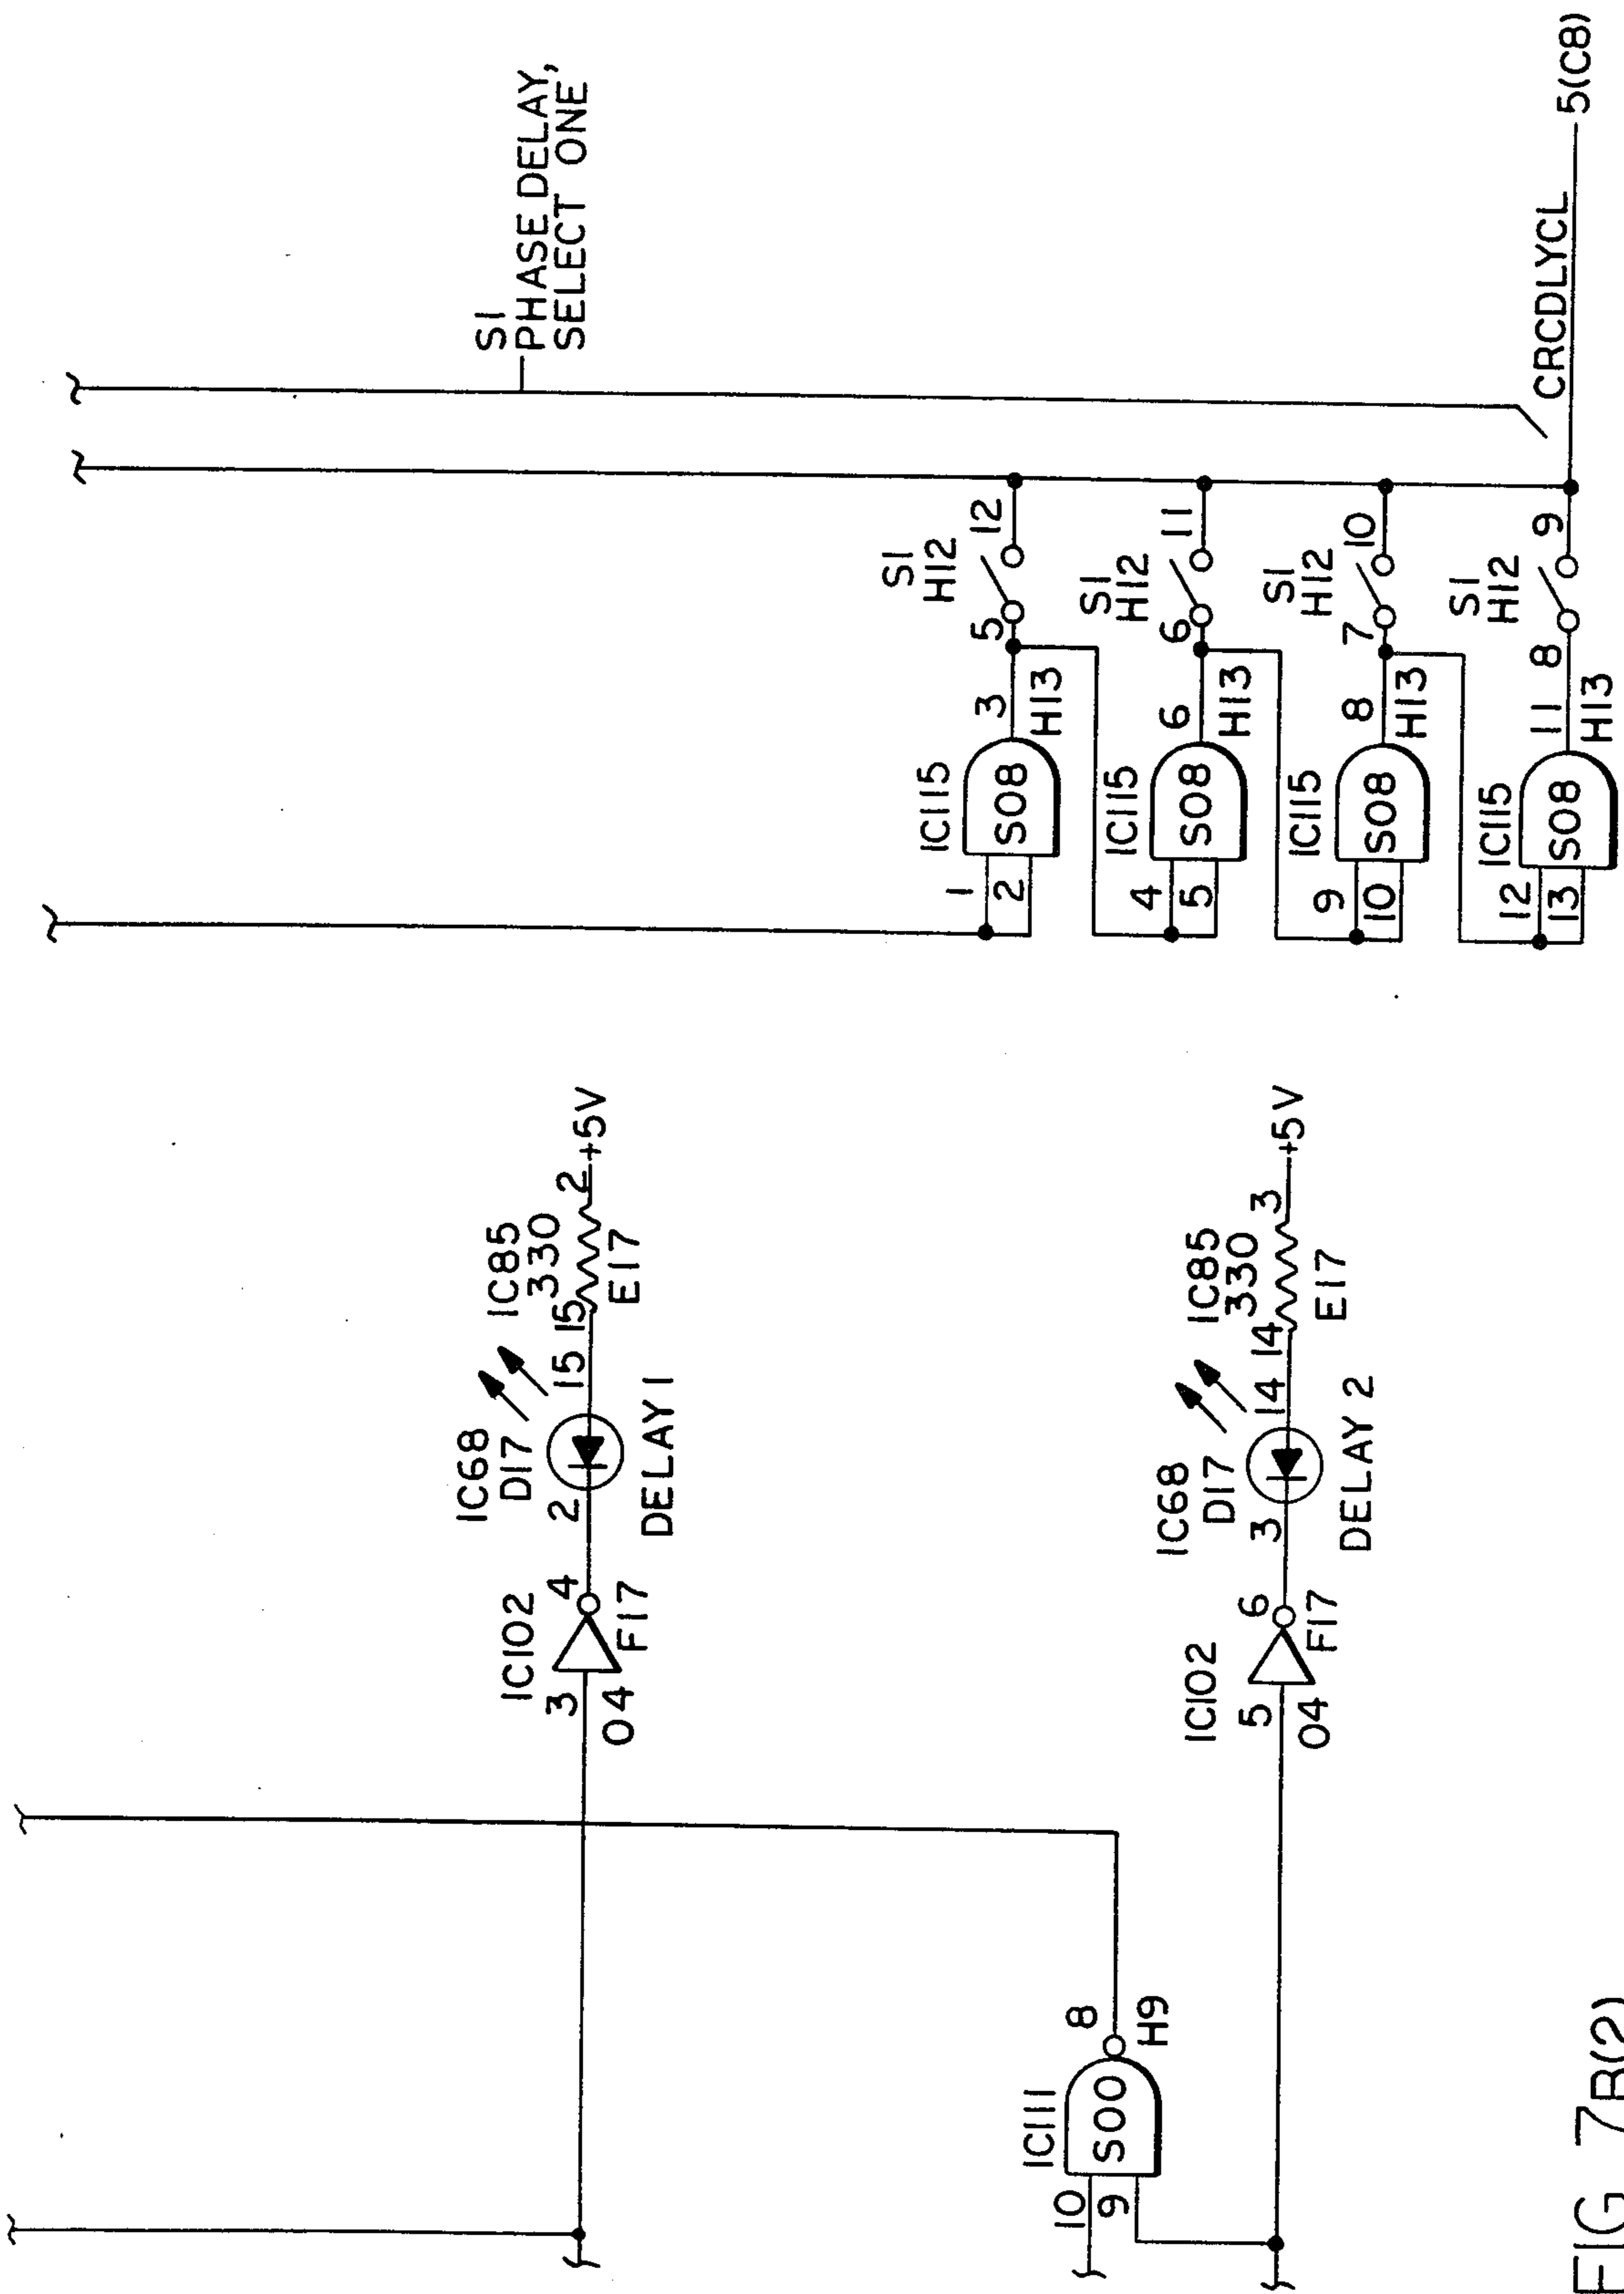 S1
PHASE DELAY,
SELECT ONE
IC115
1
2
S08
3
H13
S1
H12
5
12
IC115
4
5
S08
6
H13
S1
H12
6
11
IC115
9
10
S08
8
H13
S1
H12
7
10
IC115
12
13
S08
11
H13
S1
H12
8
9
CRCDLYCL
5(C8)
IC102
3
04
4
F17
IC68
D17
2
15
DELAY 1
IC85
330
15
2
E17
+5V
IC111
10
9
S00
8
H9
IC102
5
04
6
F17
IC68
D17
3
14
DELAY 2
IC85
330
14
3
E17
+5V
FIG 7B(2)